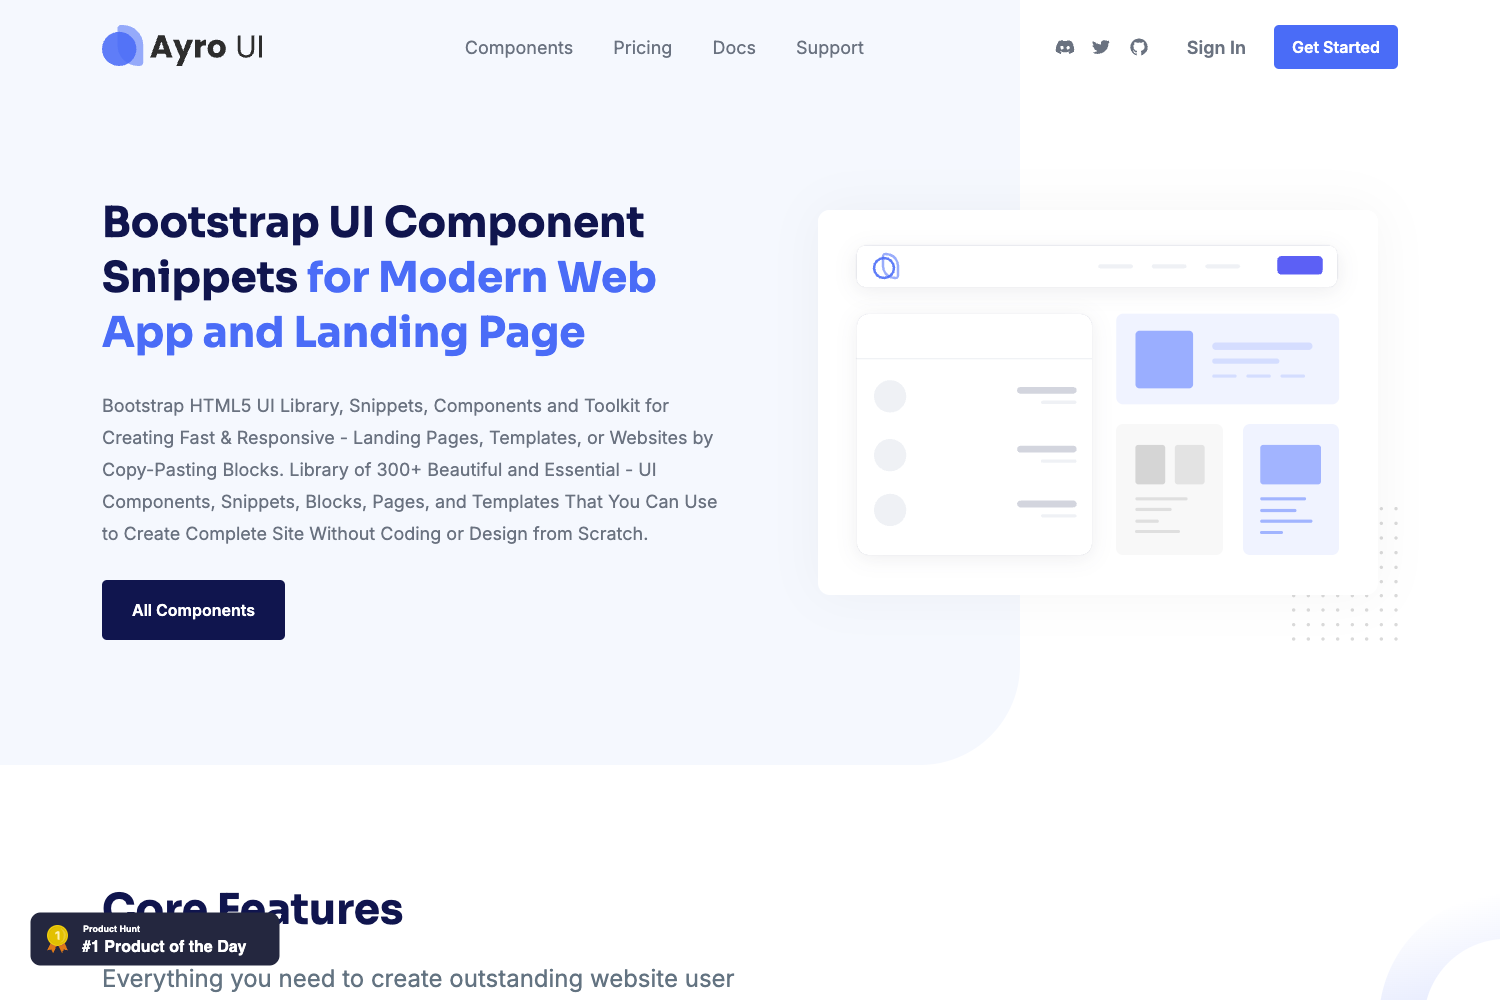 Ayro UI
Components
Pricing
Docs
Support
Sign In
Get Started
Bootstrap UI Component
Snippets for Modern Web
App and Landing Page
Bootstrap HTML5 UI Library, Snippets, Components and Toolkit for
Creating Fast & Responsive - Landing Pages, Templates, or Websites by
Copy-Pasting Blocks. Library of 300+ Beautiful and Essential - UI
Components, Snippets, Blocks, Pages, and Templates That You Can Use
to Create Complete Site Without Coding or Design from Scratch.
All Components
Core Features
1
Product Hunt
#1 Product of the Day
Everything you need to create outstanding website user